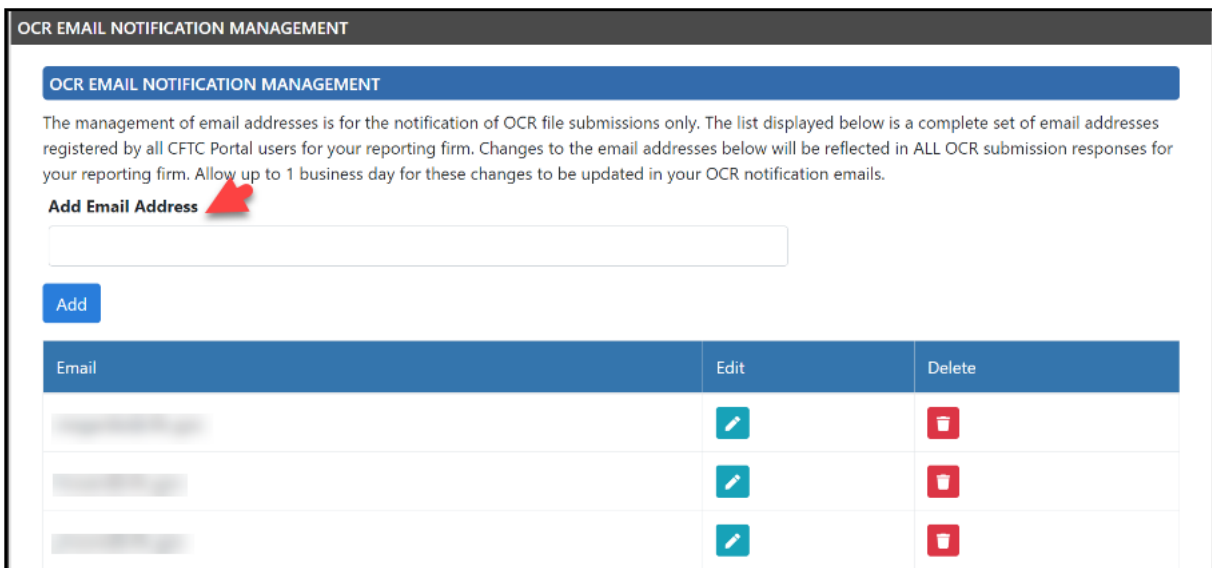 OCR EMAIL NOTIFICATION MANAGEMENT
OCR EMAIL NOTIFICATION MANAGEMENT
The management of email addresses is for the notification of OCR file submissions only. The list displayed below is a complete set of email addresses
registered by all CFTC Portal users for your reporting firm. Changes to the email addresses below will be reflected in ALL OCR submission responses for
your reporting firm. Allow up to 1 business day for these changes to be updated in your OCR notification emails.
Add Email Address
Add
Email Edit Delete